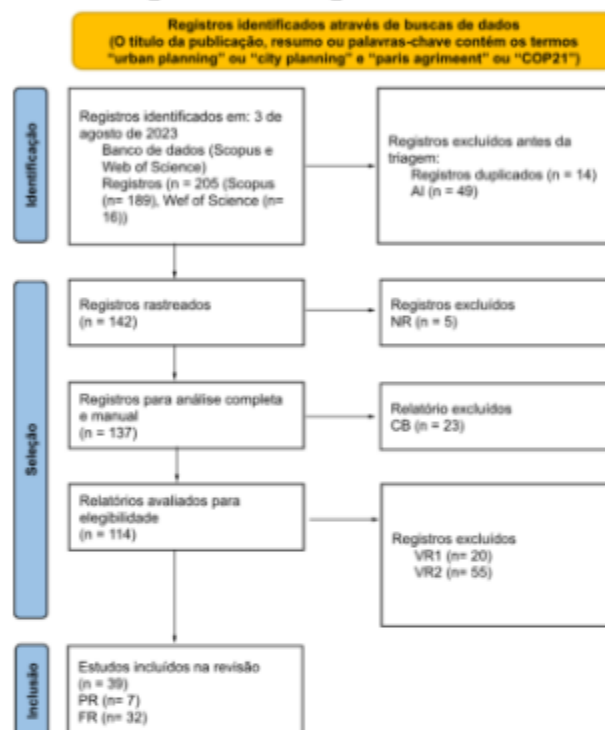 Registros identificados através de buscas de dados
(O título da publicação, resumo ou palavras-chave contém os termos
“urban planning” ou “city planning” e “paris agrimeent” ou “COP21”)
Identificação
Registros identificados em: 3 de
agosto de 2023
Banco de dados (Scopus e
Web of Science)
Registros (n = 205 (Scopus
(n= 189), Wef of Science (n=
16))
Registros excluídos antes da
triagem:
Registros duplicados (n = 14)
AI (n = 49)
Seleção
Registros rastreados
(n = 142)
Registros excluídos
NR (n = 5)
Registros para análise completa
e manual
(n = 137)
Relatório excluídos
CB (n = 23)
Relatórios avaliados para
elegibilidade
(n = 114)
Registros excluídos
VR1 (n= 20)
VR2 (n= 55)
Inclusão
Estudos incluídos na revisão
(n = 39)
PR (n= 7)
FR (n= 32)